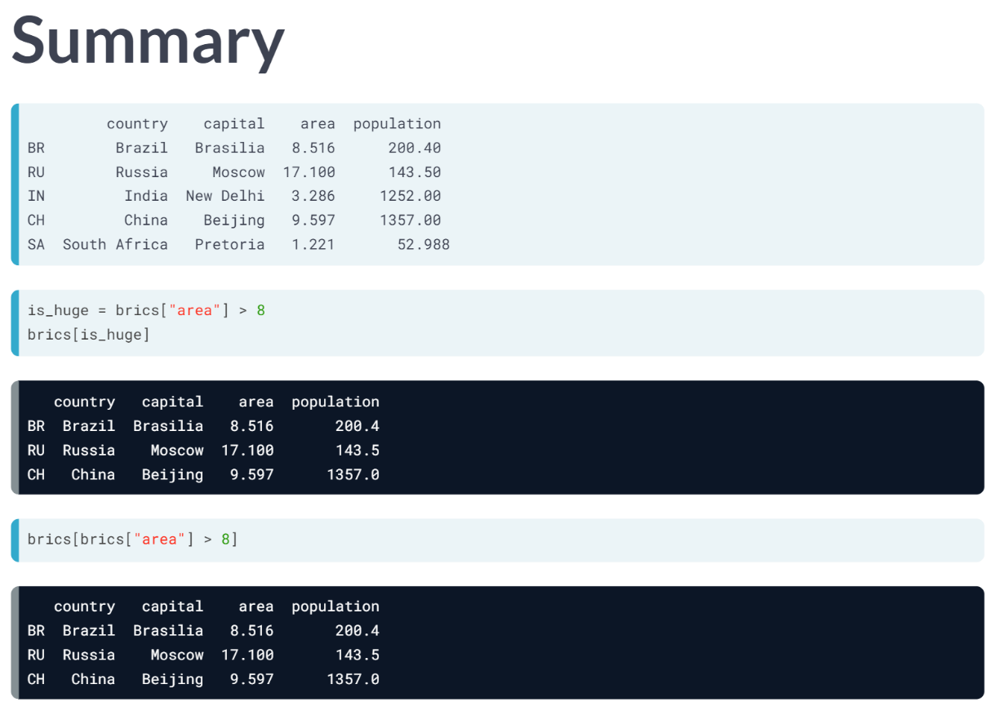 Summary
country capital area population
BR Brazil Brasilia 8.516 200.40
RU Russia Moscow 17.100 143.50
IN India New Delhi 3.286 1252.00
CH China Beijing 9.597 1357.00
SA South Africa Pretoria 1.221 52.988
is_huge = brics["area"] > 8
brics[is_huge]
country capital area population
BR Brazil Brasilia 8.516 200.4
RU Russia Moscow 17.100 143.5
CH China Beijing 9.597 1357.0
brics[brics["area"] > 8]
country capital area population
BR Brazil Brasilia 8.516 200.4
RU Russia Moscow 17.100 143.5
CH China Beijing 9.597 1357.0